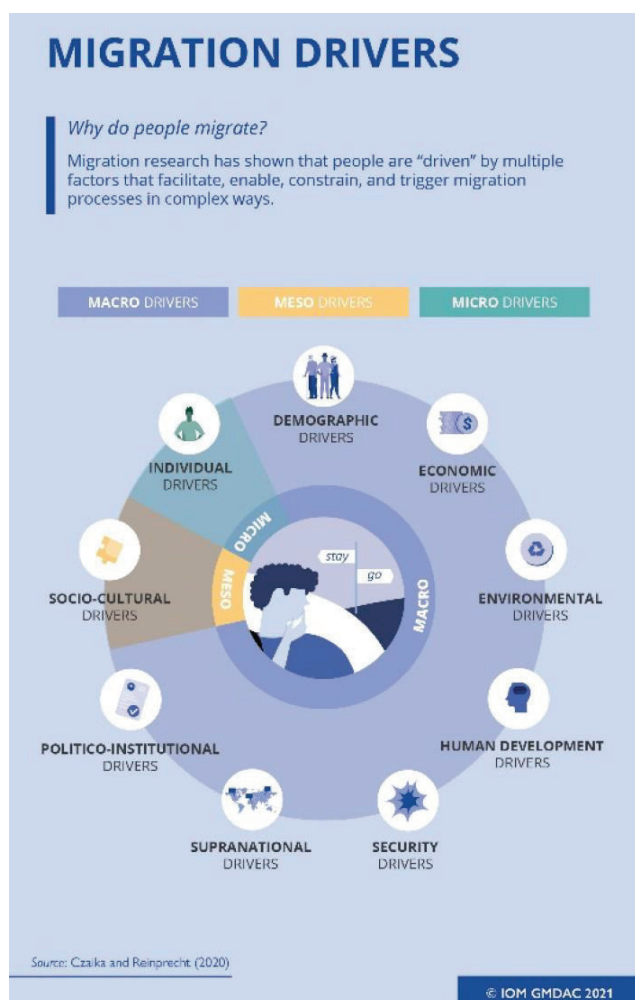 MIGRATION DRIVERS
Why do people migrate?
Migration research has shown that people are “driven” by multiple
factors that facilitate, enable, constrain, and trigger migration
processes in complex ways.
MACRO DRIVERS
MESO DRIVERS
MICRO DRIVERS
DEMOGRAPHIC
DRIVERS
INDIVIDUAL
DRIVERS
ECONOMIC
DRIVERS
MICRO
stay
go
SOCIO-CULTURAL
DRIVERS
MESO
MACRO
ENVIRONMENTAL
DRIVERS
POLITICO-INSTITUTIONAL
DRIVERS
HUMAN DEVELOPMENT
DRIVERS
SUPRANATIONAL
DRIVERS
SECURITY
DRIVERS
Source: Czaika and Reinprecht (2020)
© IOM GMDAC 2021